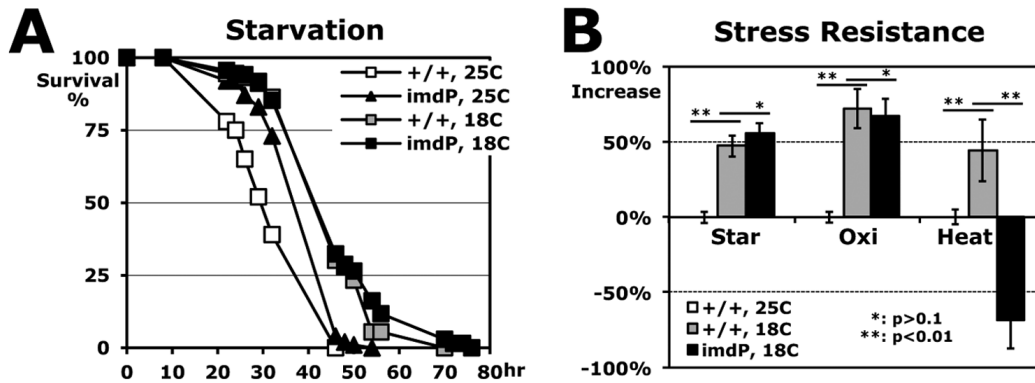 A
Starvation
100
Survival
%
75
50
25
0
0 10 20 30 40 50 60 70 80hr
+/+, 25C
imdP, 25C
+/+, 18C
imdP, 18C
B
Stress Resistance
100%
Increase
50%
0%
-50%
-100%
** * ** * ** **
Star Oxi Heat
+/+, 25C
+/+, 18C
imdP, 18C
*: p>0.1
**: p<0.01